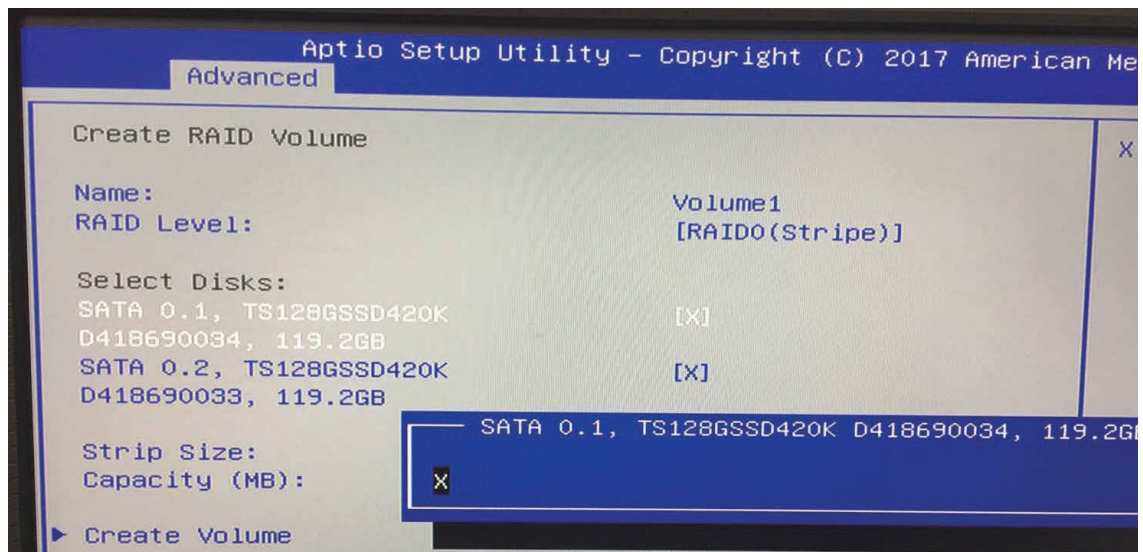 Aptio Setup Utility – Copyright (C) 2017 American Me
Advanced
Create RAID Volume
X
Name: Volume1
RAID Level: [RAID0(Stripe)]
Select Disks:
SATA 0.1, TS128GSSD420K [X]
D418690034, 119.2GB
SATA 0.2, TS128GSSD420K [X]
D418690033, 119.2GB
SATA 0.1, TS128GSSD420K D418690034, 119.2GB
Strip Size:
Capacity (MB): X
Create Volume